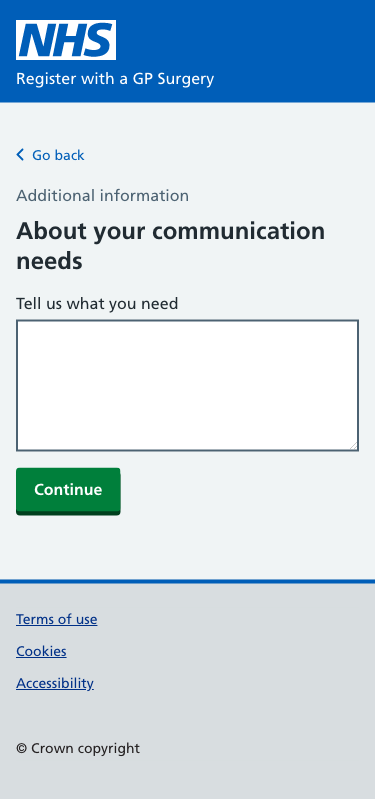 NHS
Register with a GP Surgery
Go back
Additional information
About your communication
needs
Tell us what you need
Continue
Terms of use
Cookies
Accessibility
© Crown copyright